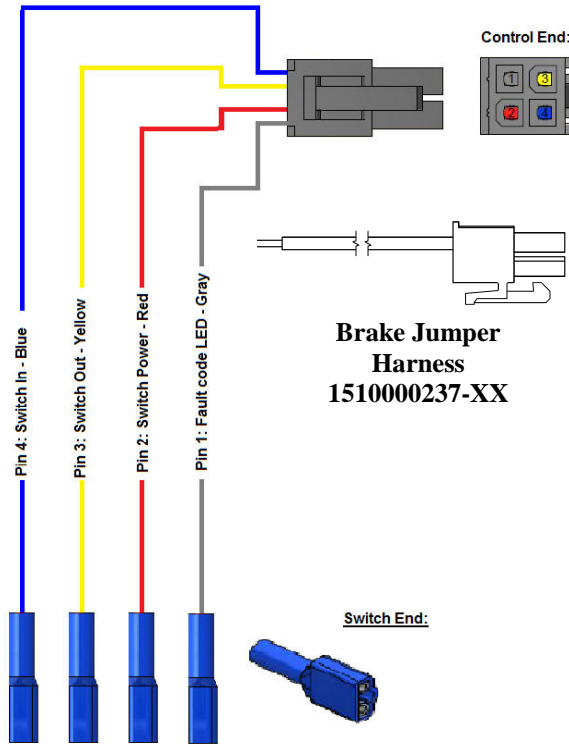 Control End:
1
3
2
4
Brake Jumper
Harness
1510000237-XX
Pin 4: Switch In - Blue
Pin 3: Switch Out - Yellow
Pin 2: Switch Power - Red
Pin 1: Fault code LED - Gray
Switch End: